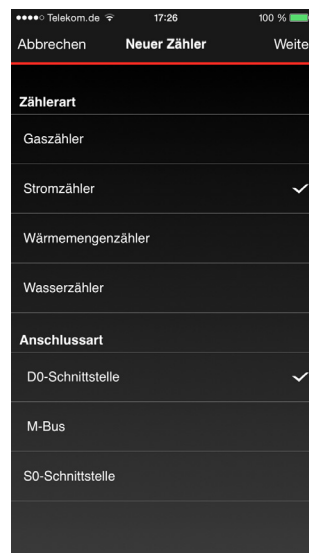 Telekom.de 17:26 100 %
Abbrechen Neuer Zähler Weite
Zählerart
Gaszähler
Stromzähler
Wärmemengenzähler
Wasserzähler
Anschlussart
D0-Schnittstelle
M-Bus
S0-Schnittstelle